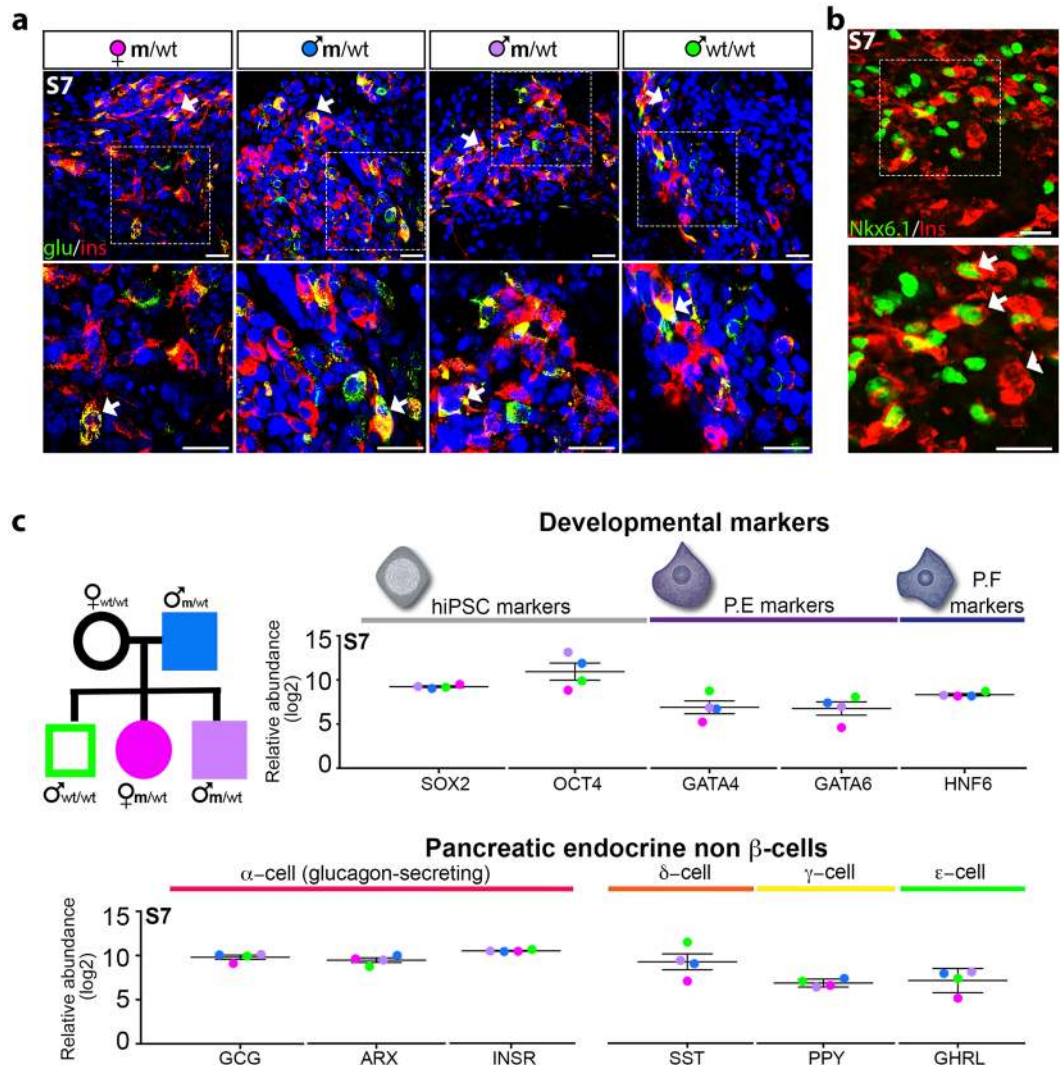 a
♀ m/wt
♂ m/wt
♂ m/wt
♂ wt/wt
S7
glu/ins
b
S7
Nkx6.1/Ins
c
♀wt/wt
♂m/wt
♂wt/wt
♀m/wt
♂m/wt
Developmental markers
hiPSC markers
P.E markers
P.F
markers
S7
Relative abundance
(log2)
15
10
5
0
SOX2 OCT4 GATA4 GATA6 HNF6
Pancreatic endocrine non β-cells
α-cell (glucagon-secreting)
δ-cell
γ-cell
ε-cell
S7
Relative abundance
(log2)
15
10
5
0
GCG ARX INSR SST PPY GHRL